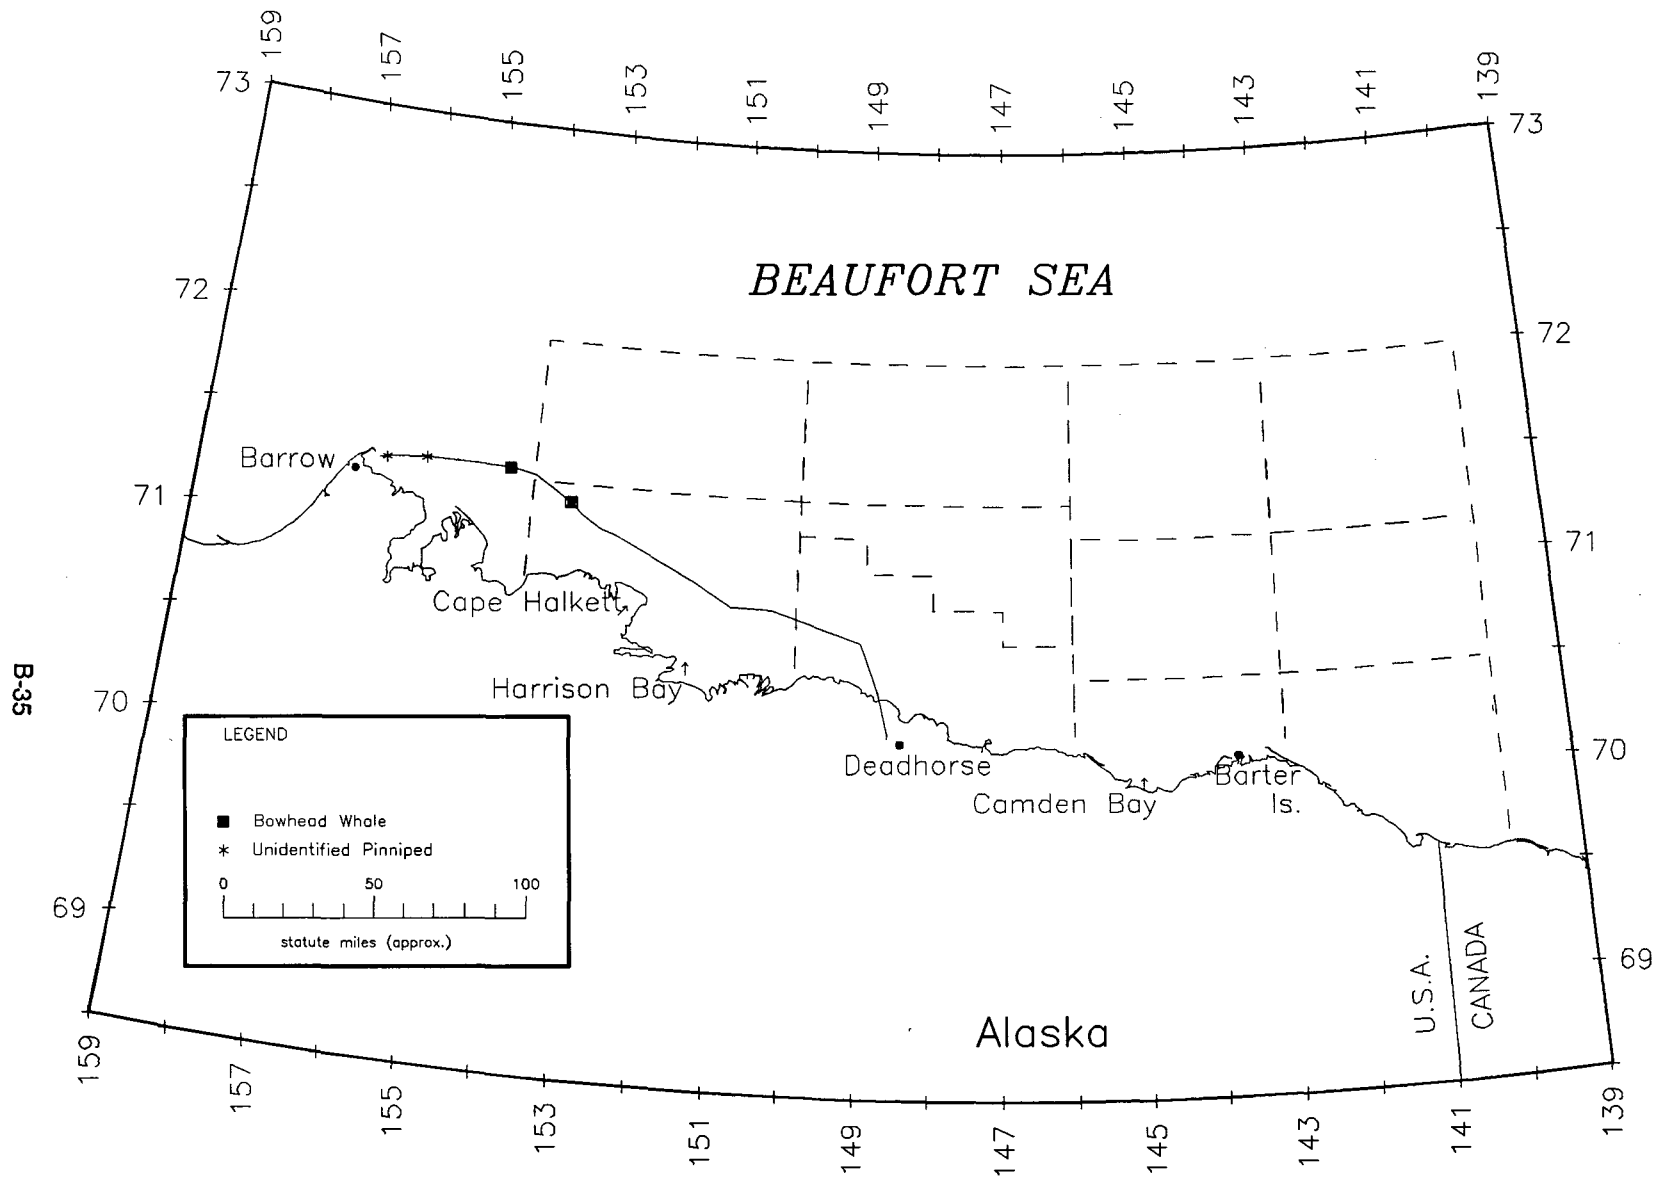 159
157
155
153
151
149
147
145
143
141
139
73
73
BEAUFORT SEA
72
72
Barrow
71
71
Cape Halkett
Harrison Bay
70
70
Deadhorse
Camden Bay
Barter
Is.
LEGEND
Bowhead Whale
Unidentified Pinniped
0 50 100
statute miles (approx.)
69
69
U.S.A.
CANADA
Alaska
159
157
155
153
151
149
147
145
143
141
139
B-35